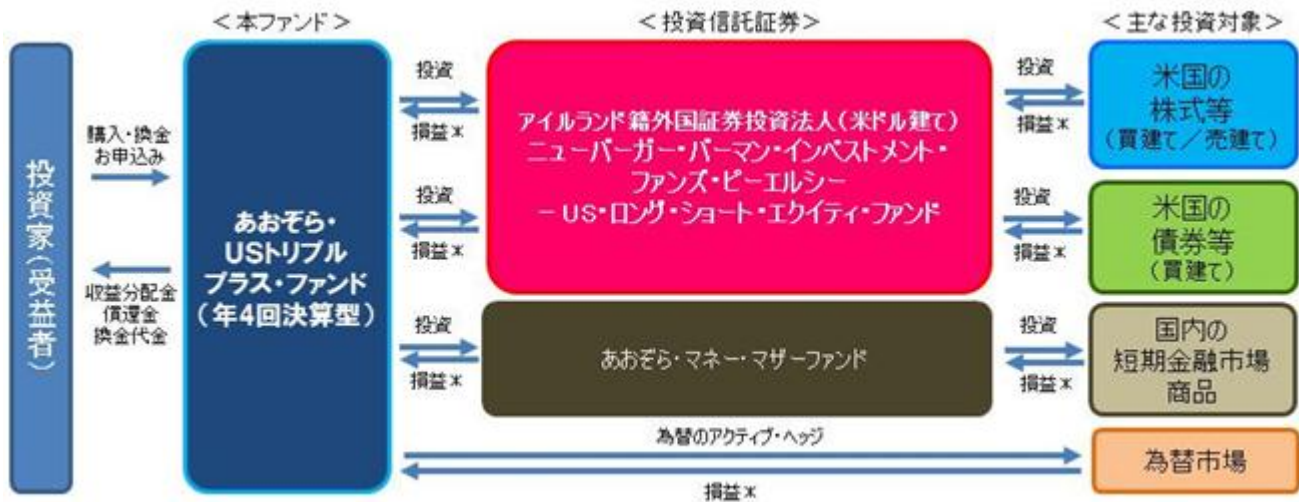 ＜本ファンド＞
＜投資信託証券＞
＜主な投資対象＞
投資家（受益者）
購入・換金
お申込み
収益分配金
償還金
換金代金
あおぞら・
USトリプル
プラス・ファンド
（年4回決算型）
投資
損益＊
投資
損益＊
投資
損益＊
アイルランド籍外国証券投資法人（米ドル建て）
ニューバーガー・バーマン・インベストメント・
ファンズ・ピーエルシー
－US・ロング・ショート・エクイティ・ファンド
あおぞら・マネー・マザーファンド
投資
損益＊
投資
損益＊
投資
損益＊
米国の
株式等
（買建て／売建て）
米国の
債券等
（買建て）
国内の
短期金融市場
商品
為替のアクティブ・ヘッジ
損益＊
為替市場